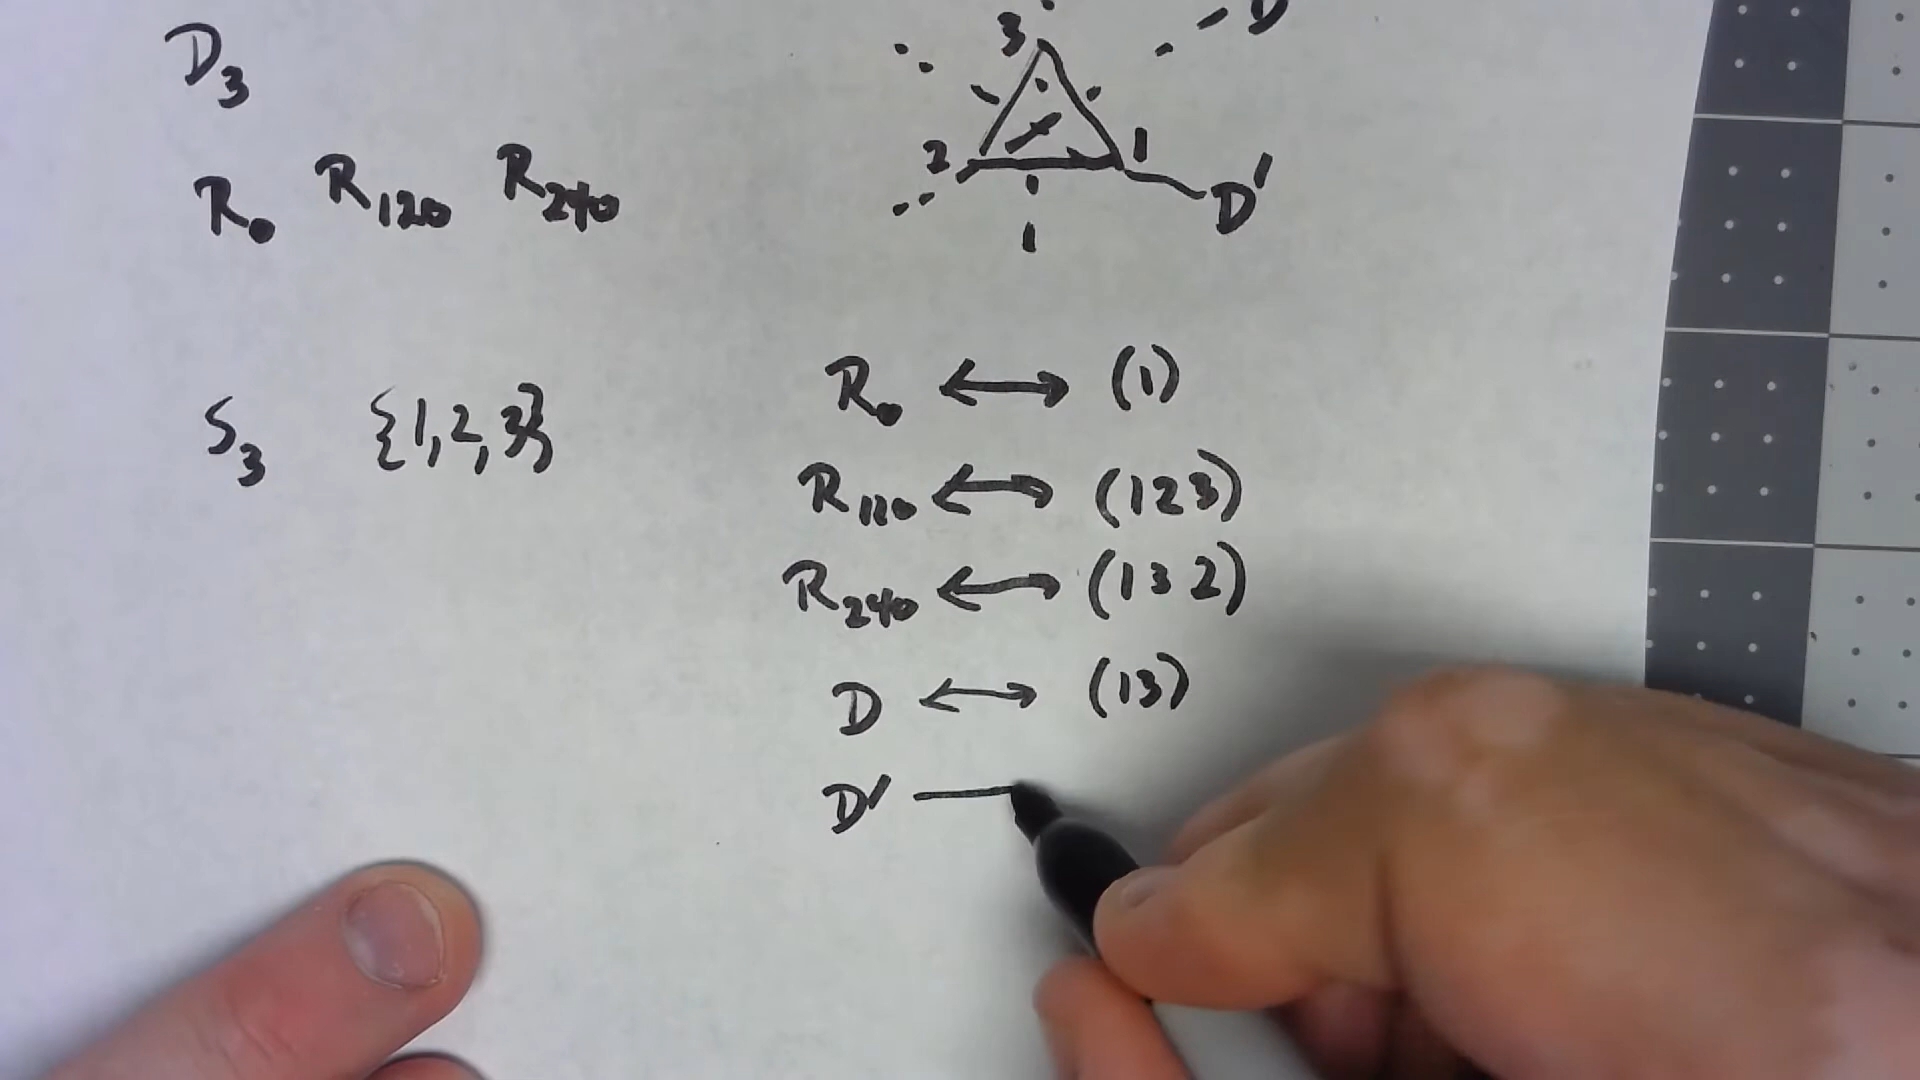 D₃
3
D
2
1
D′
R₀ R₁₂₀ R₂₄₀
S₃ {1,2,3}
R₀ ⟷ (1)
R₁₂₀ ⟷ (123)
R₂₄₀ ⟷ (132)
D ⟷ (13)
D′ —